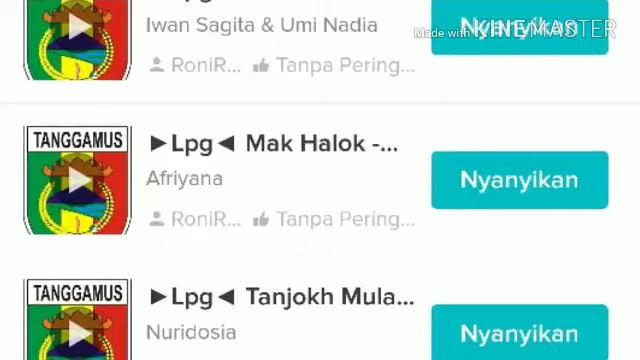 Iwan Sagita & Umi Nadia
Nyanyikan
Made with KINEMASTER
RoniR... Tanpa Pering...
TANGGAMUS
►Lpg◄ Mak Halok -...
Afriyana
Nyanyikan
RoniR... Tanpa Pering...
TANGGAMUS
►Lpg◄ Tanjokh Mula...
Nuridosia
Nyanyikan